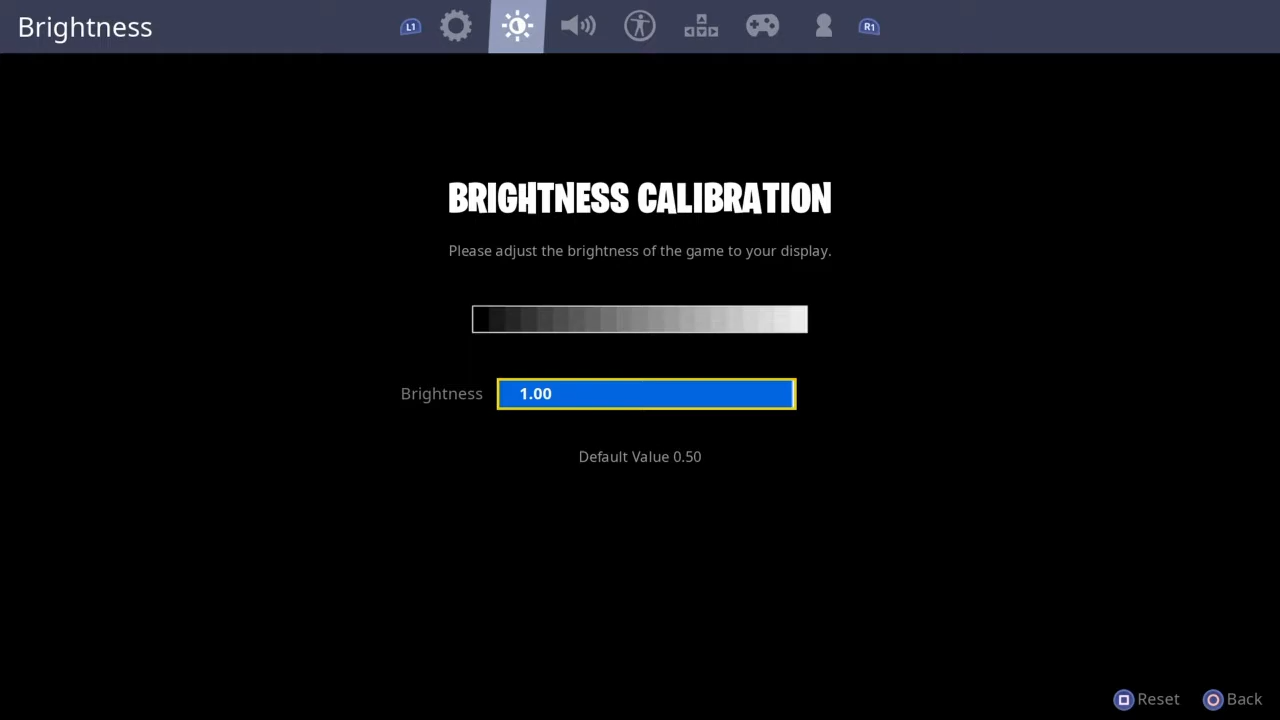 Brightness
L1
R1
BRIGHTNESS CALIBRATION
Please adjust the brightness of the game to your display.
Brightness 1.00
Default Value 0.50
Reset Back